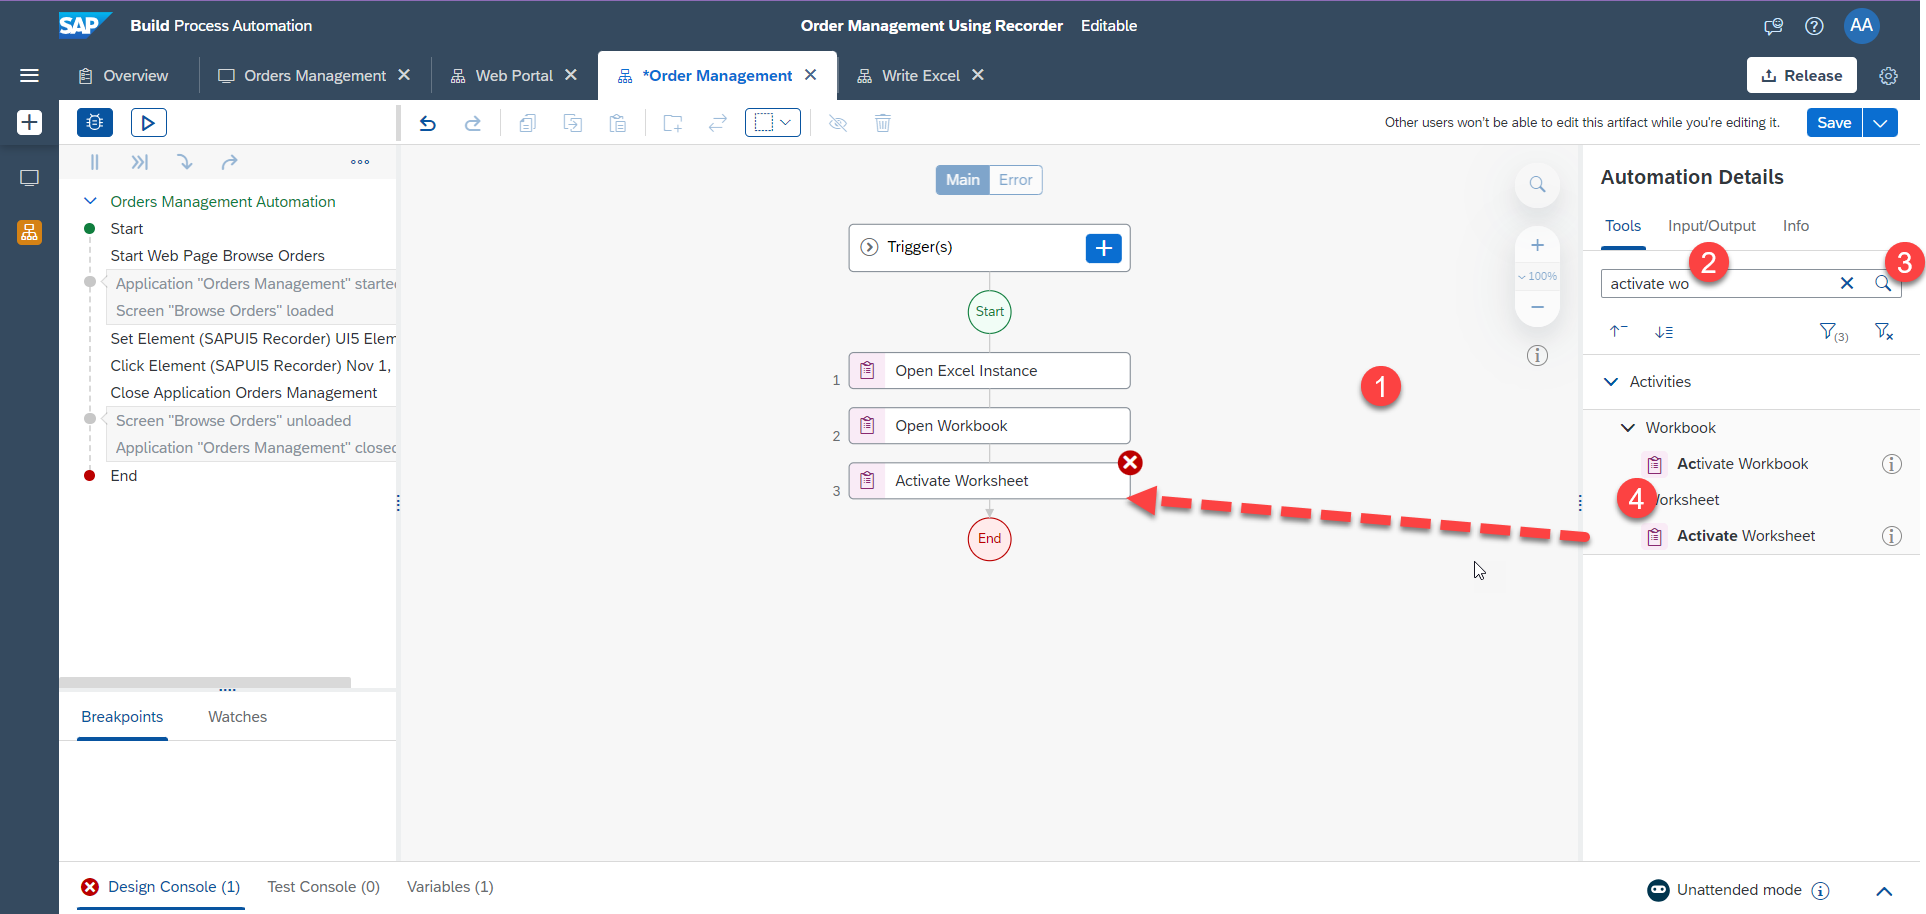 SAP Build Process Automation
Order Management Using Recorder Editable
AA
Overview
Orders Management
Web Portal
*Order Management
Write Excel
Release
Other users won't be able to edit this artifact while you're editing it.
Save
Orders Management Automation
Start
Start Web Page Browse Orders
Application "Orders Management" starte
Screen "Browse Orders" loaded
Set Element (SAPUI5 Recorder) UI5 Elem
Click Element (SAPUI5 Recorder) Nov 1,
Close Application Orders Management
Screen "Browse Orders" unloaded
Application "Orders Management" closed
End
Breakpoints
Watches
Main Error
Trigger(s)
Start
1 Open Excel Instance
2 Open Workbook
3 Activate Worksheet
End
100%
1
Automation Details
Tools Input/Output Info
2
3
activate wo
(3)
Activities
Workbook
Activate Workbook
4
orksheet
Activate Worksheet
Design Console (1)
Test Console (0)
Variables (1)
Unattended mode